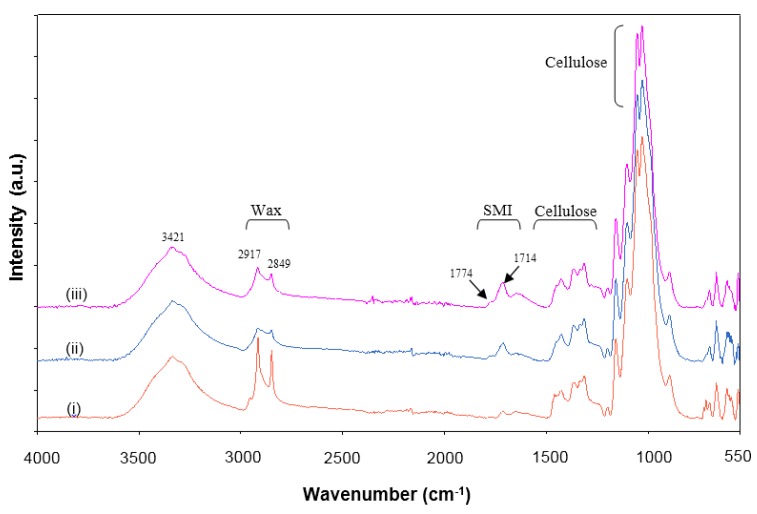 Cellulose
Wax
SMI
Cellulose
3421
2917
2849
1774
1714
(iii)
(ii)
(i)
Intensity (a.u.)
4000
3500
3000
2500
2000
1500
1000
550
Wavenumber (cm-1)